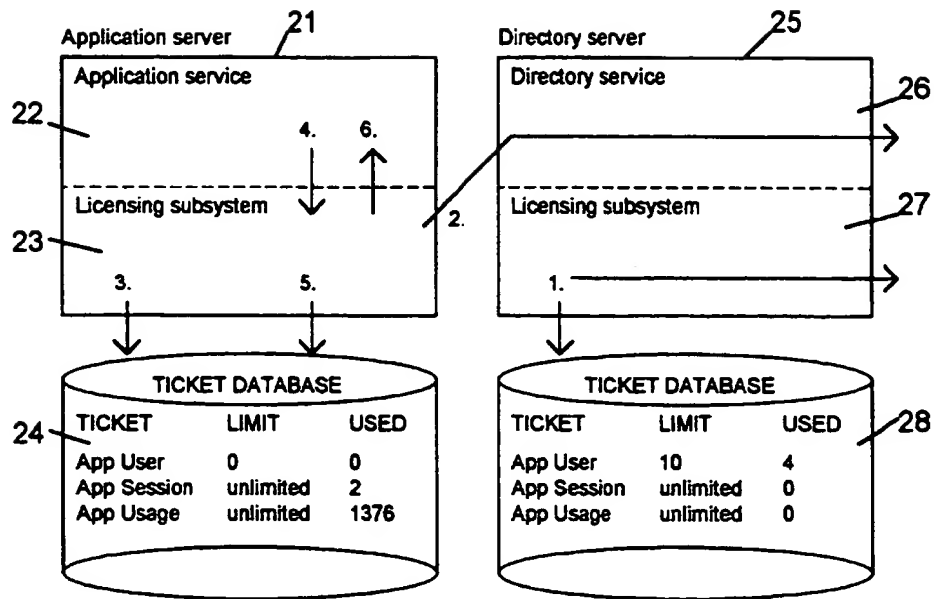 21
25
Application server
Directory server
Application service
Directory service
22
26
4.
6.
Licensing subsystem
2.
Licensing subsystem
27
23
3.
5.
1.
TICKET DATABASE
TICKET LIMIT USED
App User 0 0
App Session unlimited 2
App Usage unlimited 1376
24
TICKET DATABASE
TICKET LIMIT USED
App User 10 4
App Session unlimited 0
App Usage unlimited 0
28